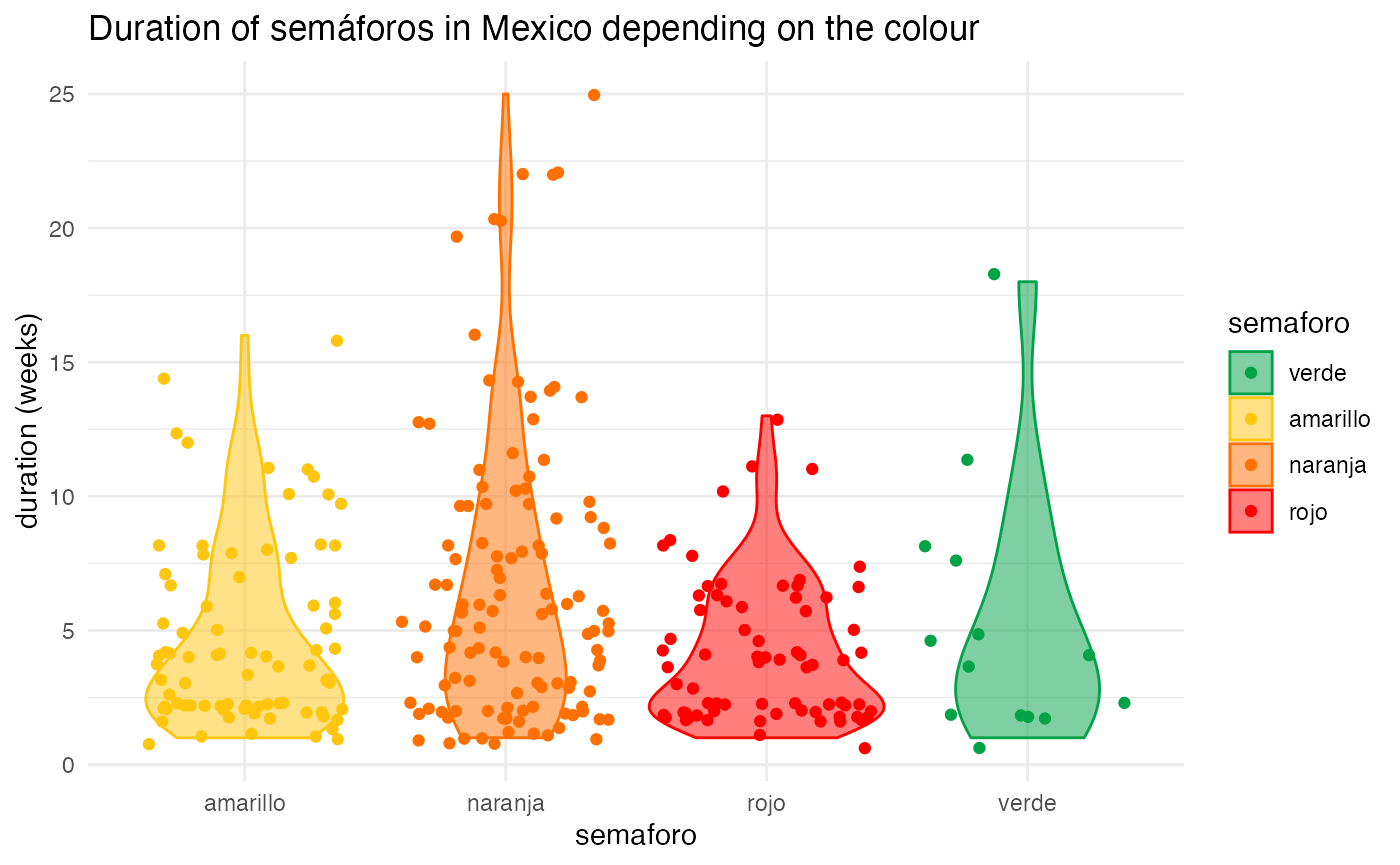 Duration of semáforos in Mexico depending on the colour
25
20
15
10
5
0
duration (weeks)
amarillo naranja rojo verde
semaforo
semaforo
verde
amarillo
naranja
rojo